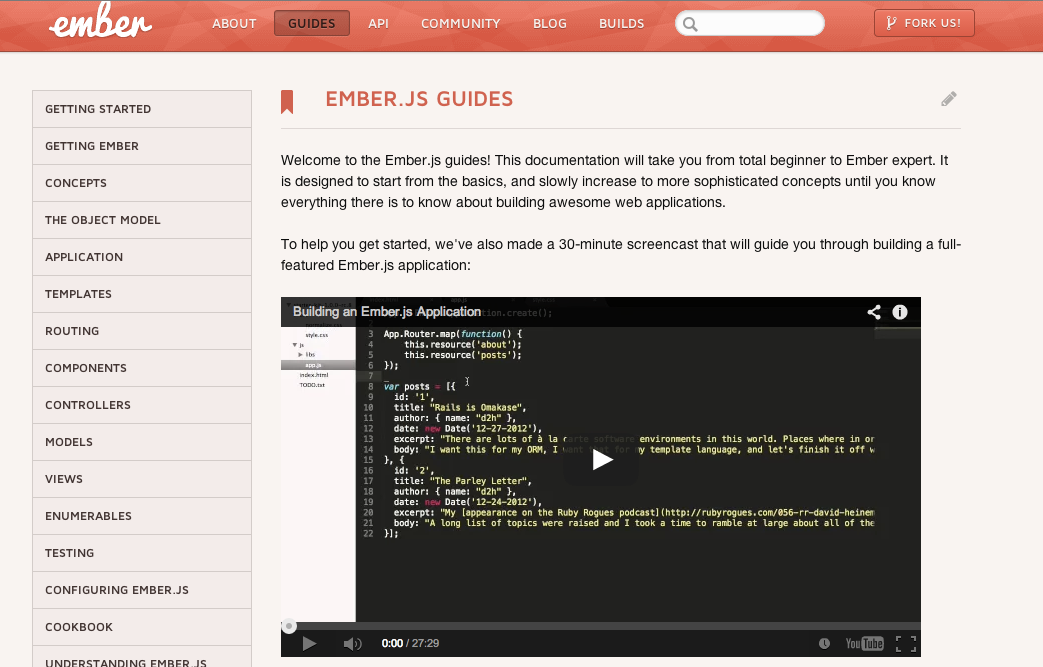 ember
ABOUT GUIDES API COMMUNITY BLOG BUILDS FORK US!
GETTING STARTED
GETTING EMBER
CONCEPTS
THE OBJECT MODEL
APPLICATION
TEMPLATES
ROUTING
COMPONENTS
CONTROLLERS
MODELS
VIEWS
ENUMERABLES
TESTING
CONFIGURING EMBER.JS
COOKBOOK
UNDERSTANDING EMBER.JS
EMBER.JS GUIDES
Welcome to the Ember.js guides! This documentation will take you from total beginner to Ember expert. It
is designed to start from the basics, and slowly increase to more sophisticated concepts until you know
everything there is to know about building awesome web applications.
To help you get started, we've also made a 30-minute screencast that will guide you through building a full-
featured Ember.js application:
Building an Ember.js Application
style.css
js
libs
app.js
index.html
TODO.txt
3 App.Router.map(function() {
4 this.resource('about');
5 this.resource('posts');
6 });
7
8 var posts = [{
9 id: '1',
10 title: "Rails is Omakase",
11 author: { name: "d2h" },
12 date: new Date('12-27-2012'),
13 excerpt: "There are lots of à la carte software environments in this world. Places where in or
14 body: "I want this for my ORM, I want that for my template language, and let's finish it off w
15 }, {
16 id: '2',
17 title: "The Parley Letter",
18 author: { name: "d2h" },
19 date: new Date('12-24-2012'),
20 excerpt: "My [appearance on the Ruby Rogues podcast](http://rubyrogues.com/056-rr-david-heinem
21 body: "A long list of topics were raised and I took a time to ramble at large about all of the
22 }];
0:00 / 27:29
YouTube